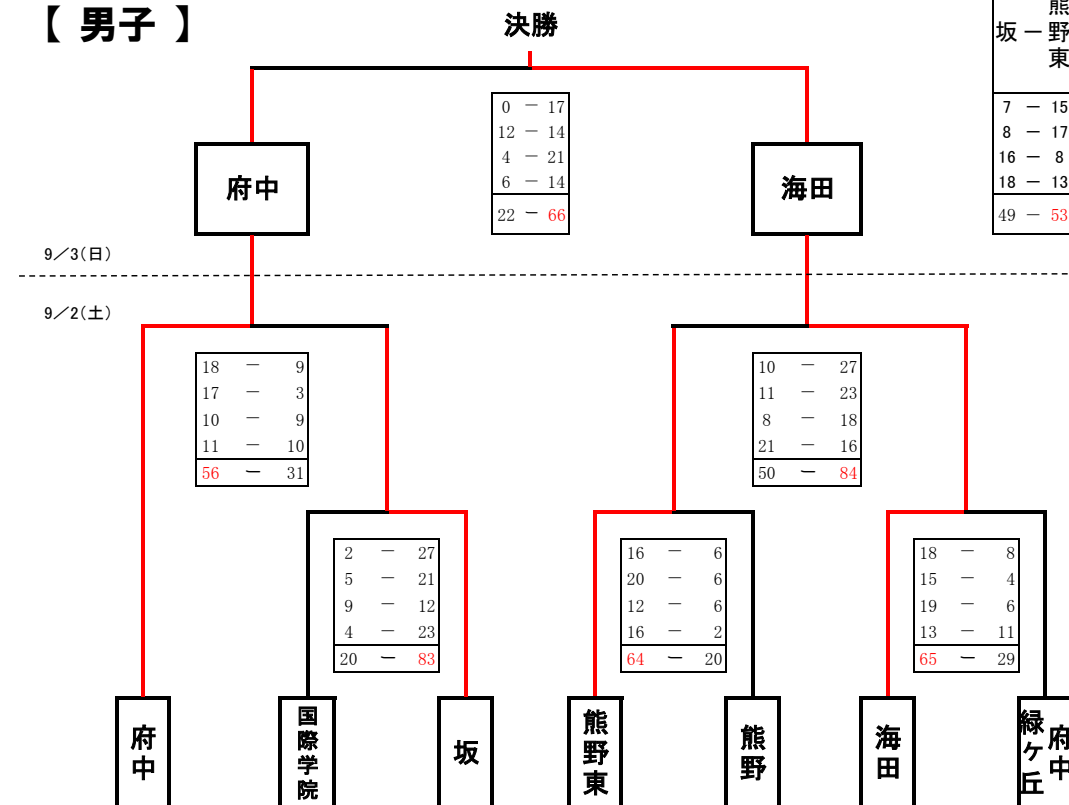 【 男子 】
決勝
熊野東
坂 ー
0 ー 17
12 ー 14
4 ー 21
6 ー 14
22 ー 66
7 ー 15
8 ー 17
16 ー 8
18 ー 13
49 ー 53
府中
海田
9／3(日)
9／2(土)
18 ー 9
17 ー 3
10 ー 9
11 ー 10
56 ー 31
10 ー 27
11 ー 23
8 ー 18
21 ー 16
50 ー 84
2 ー 27
5 ー 21
9 ー 12
4 ー 23
20 ー 83
16 ー 6
20 ー 6
12 ー 6
16 ー 2
64 ー 20
18 ー 8
15 ー 4
19 ー 6
13 ー 11
65 ー 29
府中
国際学院
坂
熊野東
熊野
海田
府中
緑ケ丘